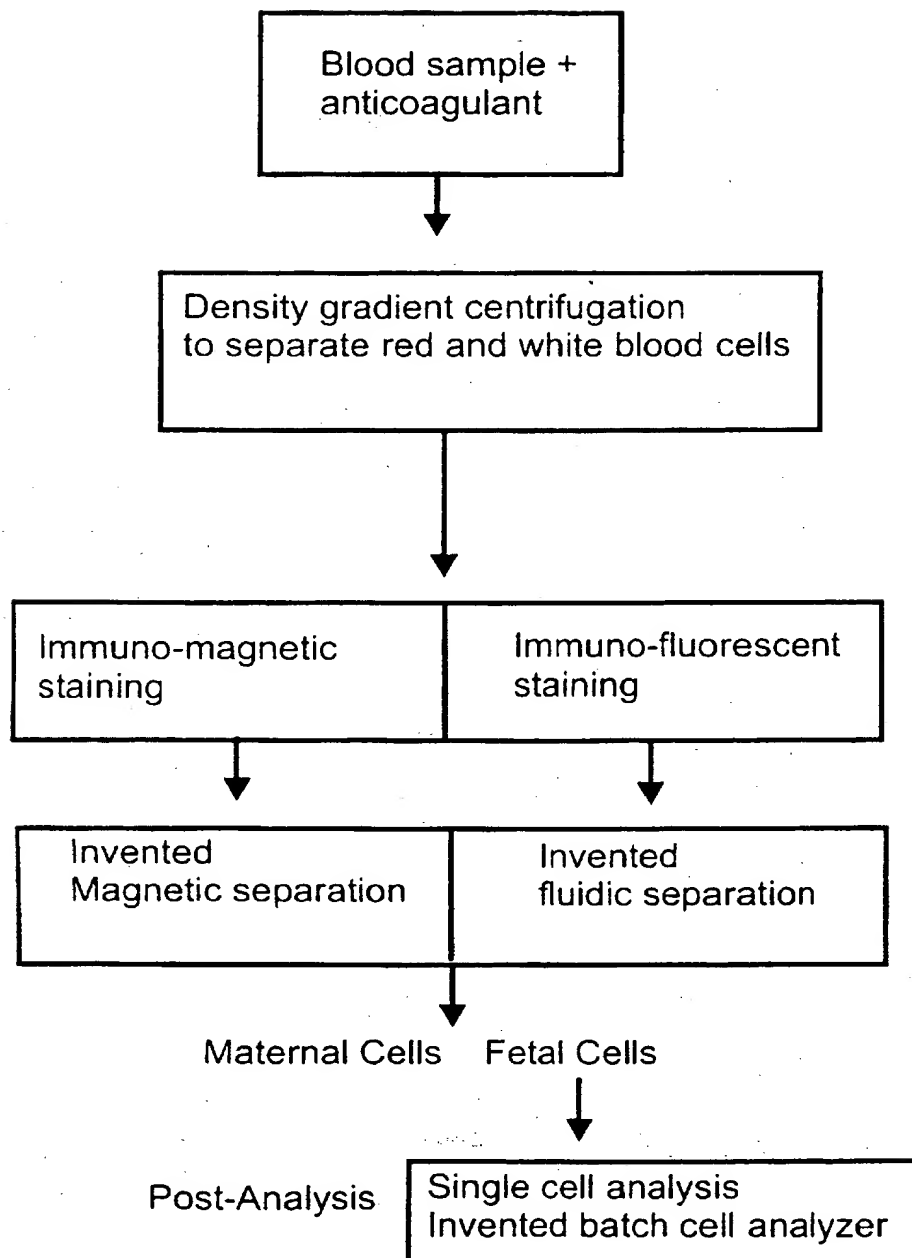 Blood sample +
anticoagulant
Density gradient centrifugation
to separate red and white blood cells
Immuno-magnetic
staining
Immuno-fluorescent
staining
Invented
Magnetic separation
Invented
fluidic separation
Maternal Cells Fetal Cells
Post-Analysis
Single cell analysis
Invented batch cell analyzer